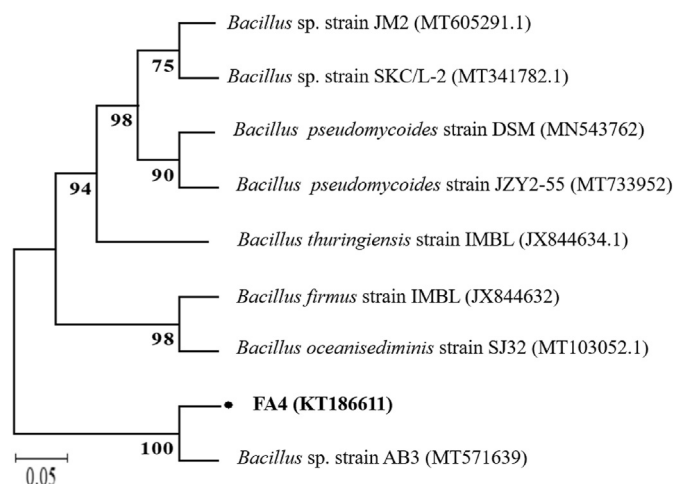 Bacillus sp. strain JM2 (MT605291.1)
75
Bacillus sp. strain SKC/L-2 (MT341782.1)
98
Bacillus pseudomycoides strain DSM (MN543762)
90
Bacillus pseudomycoides strain JZY2-55 (MT733952)
94
Bacillus thuringiensis strain IMBL (JX844634.1)
Bacillus firmus strain IMBL (JX844632)
98
Bacillus oceanisediminis strain SJ32 (MT103052.1)
FA4 (KT186611)
100
Bacillus sp. strain AB3 (MT571639)
0.05